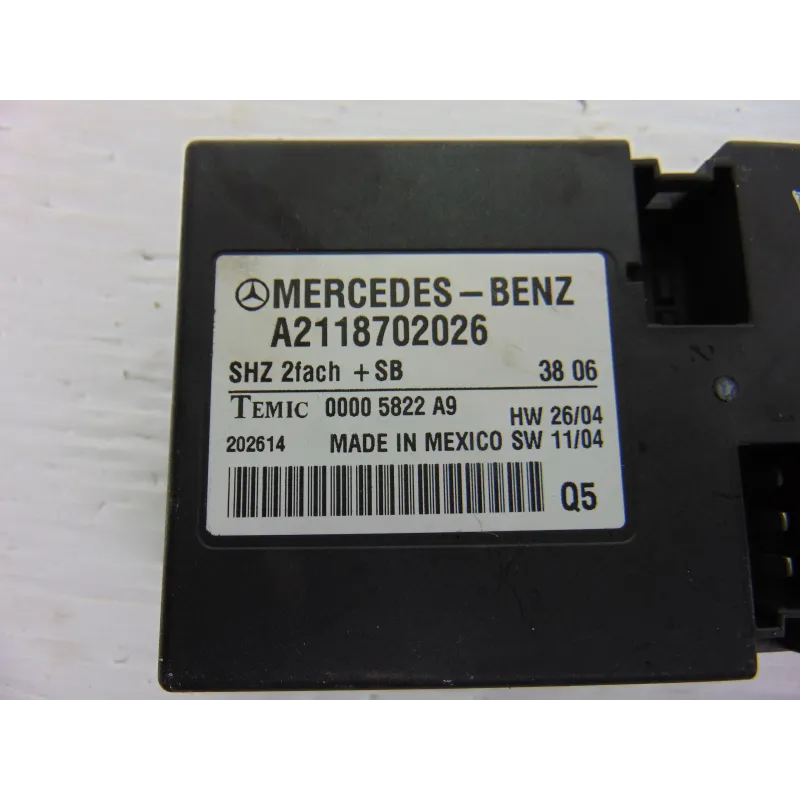 MERCEDES-BENZ
A2118702026
SHZ 2fach +SB 38 06
TEMIC 0000 5822 A9 HW 26/04
202614 MADE IN MEXICO SW 11/04
Q5
2